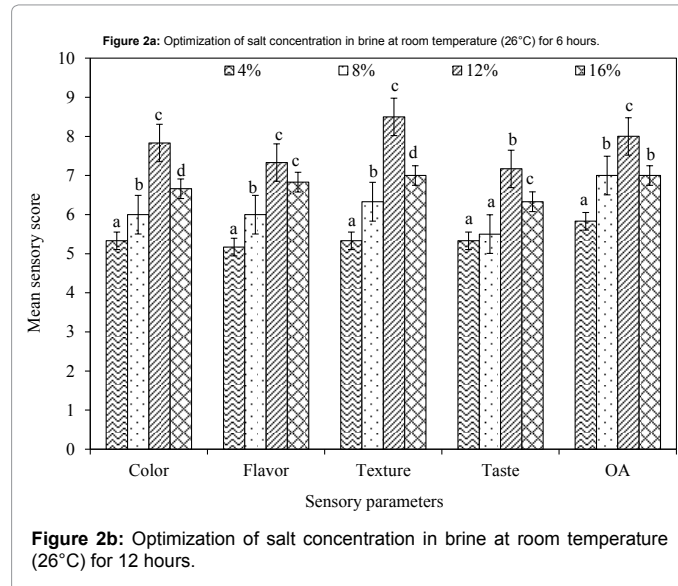 Figure 2a: Optimization of salt concentration in brine at room temperature (26°C) for 6 hours.
10
9
8
7
6
5
4
3
2
1
0
Mean sensory score
4% 8% 12% 16%
a b c d
a b c c
a b c d
a a b c
a b c b
Color Flavor Texture Taste OA
Sensory parameters
Figure 2b: Optimization of salt concentration in brine at room temperature
(26°C) for 12 hours.